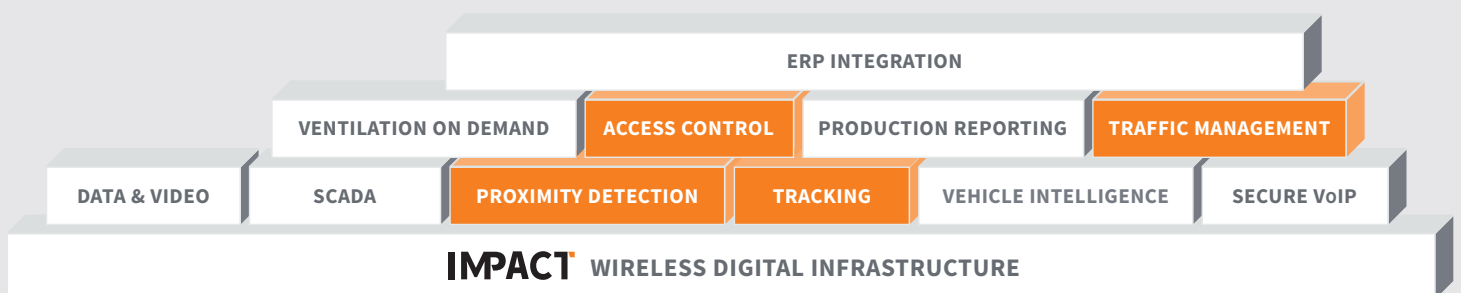 ERP INTEGRATION
VENTILATION ON DEMAND ACCESS CONTROL PRODUCTION REPORTING TRAFFIC MANAGEMENT
DATA & VIDEO SCADA PROXIMITY DETECTION TRACKING VEHICLE INTELLIGENCE SECURE VoIP
IMPACT WIRELESS DIGITAL INFRASTRUCTURE